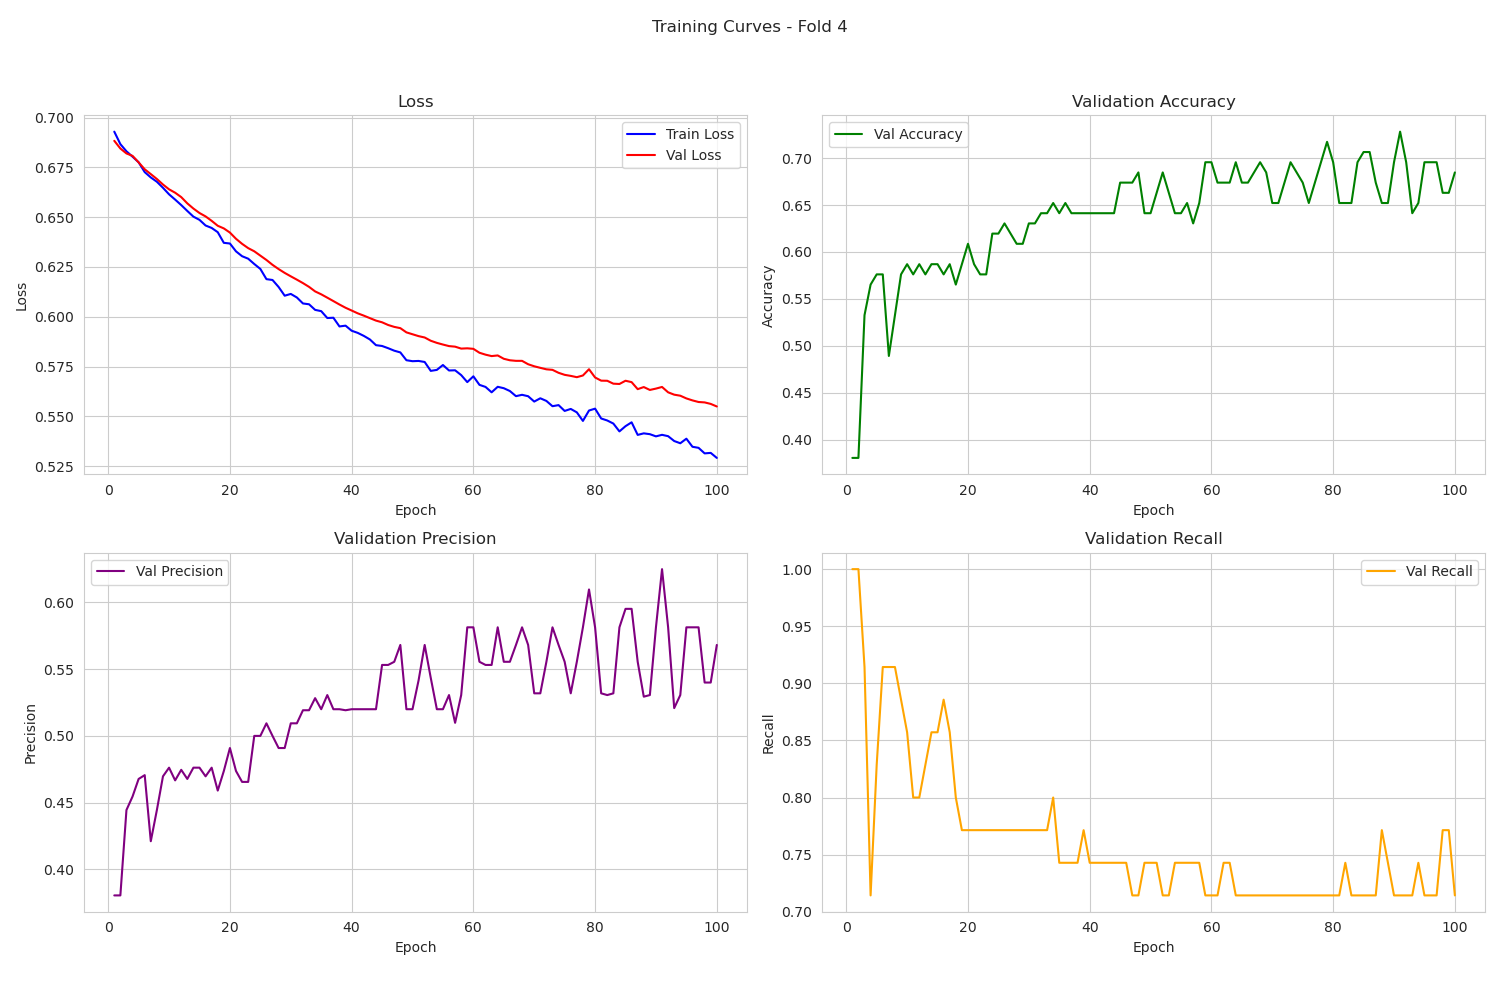 Training Curves - Fold 4
Loss
0.700
0.675
0.650
0.625
0.600
0.575
0.550
0.525
Loss
Train Loss
Val Loss
0 20 40 60 80 100
Epoch
Validation Accuracy
0.70
0.65
0.60
0.55
0.50
0.45
0.40
Accuracy
Val Accuracy
0 20 40 60 80 100
Epoch
Validation Precision
0.60
0.55
0.50
0.45
0.40
Precision
Val Precision
0 20 40 60 80 100
Epoch
Validation Recall
1.00
0.95
0.90
0.85
0.80
0.75
0.70
Recall
Val Recall
0 20 40 60 80 100
Epoch